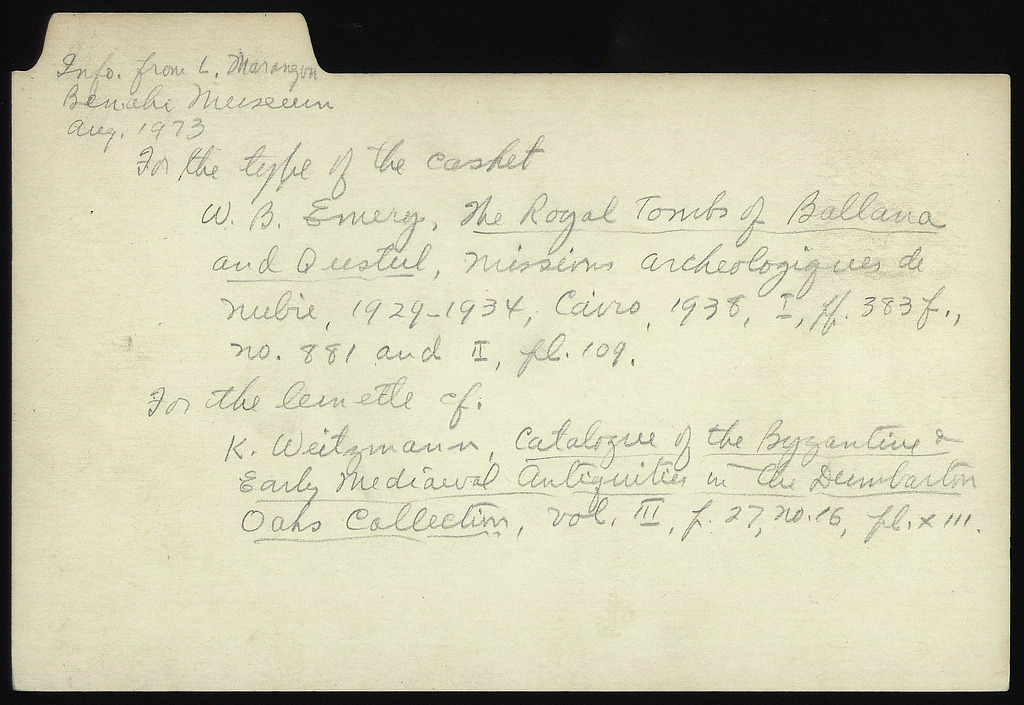 Info. from L. Marangou
Benaki Museum
Aug. 1973
For the type of the casket
W. B. Emery, The Royal Tombs of Ballana
and Qustul, Missions archeologiques de
Nubie, 1929-1934, Cairo, 1938, I, pp. 383 f.,
no. 881 and II, pl. 109.
For the lunette cf.
K. Weitzmann, Catalogue of the Byzantine &
Early Mediaeval Antiquities in the Dumbarton
Oaks Collection, vol. III, p. 27, no. 16, pl. XIII.